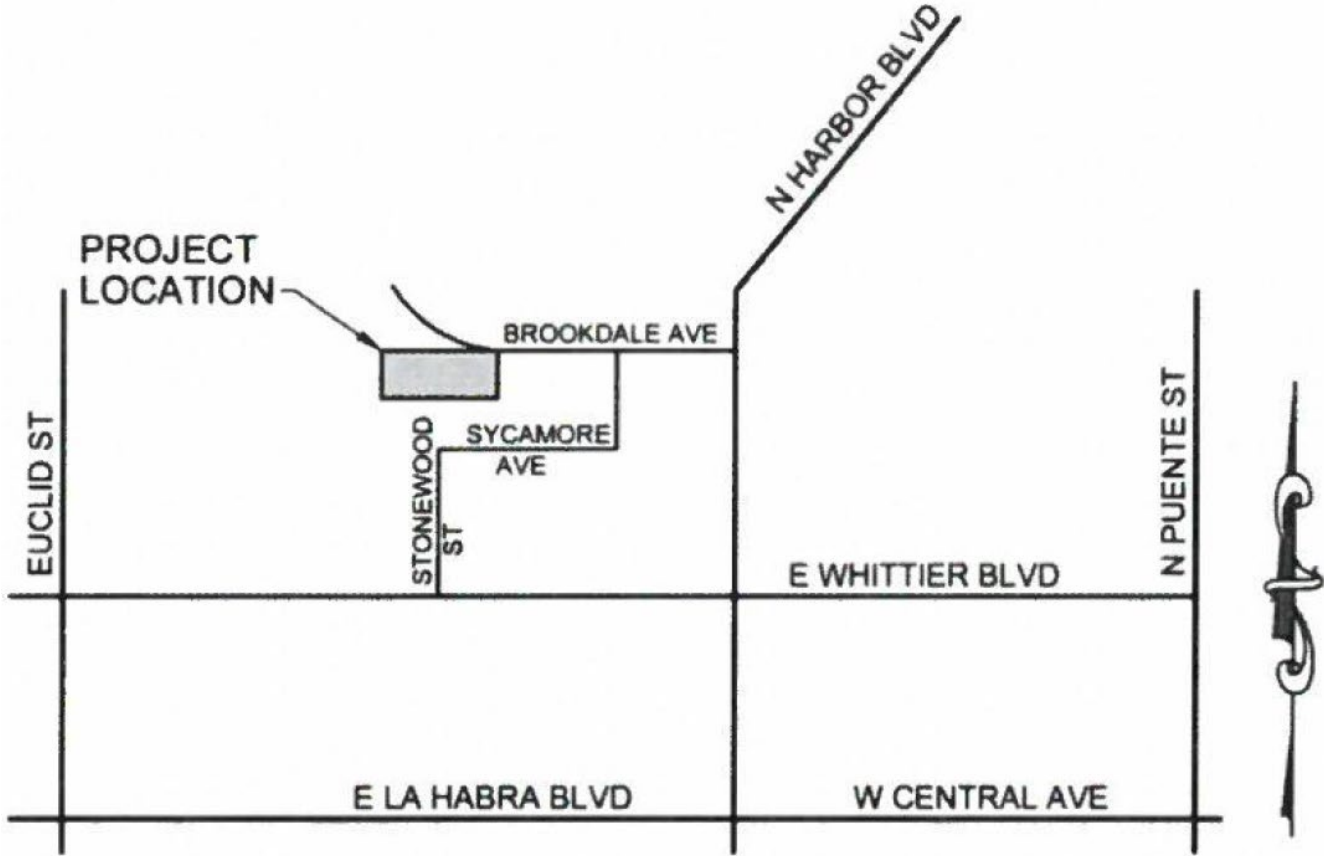 N HARBOR BLVD
PROJECT
LOCATION
BROOKDALE AVE
SYCAMORE
AVE
STONEWOOD
ST
EUCLID ST
N PUENTE ST
E WHITTIER BLVD
E LA HABRA BLVD
W CENTRAL AVE